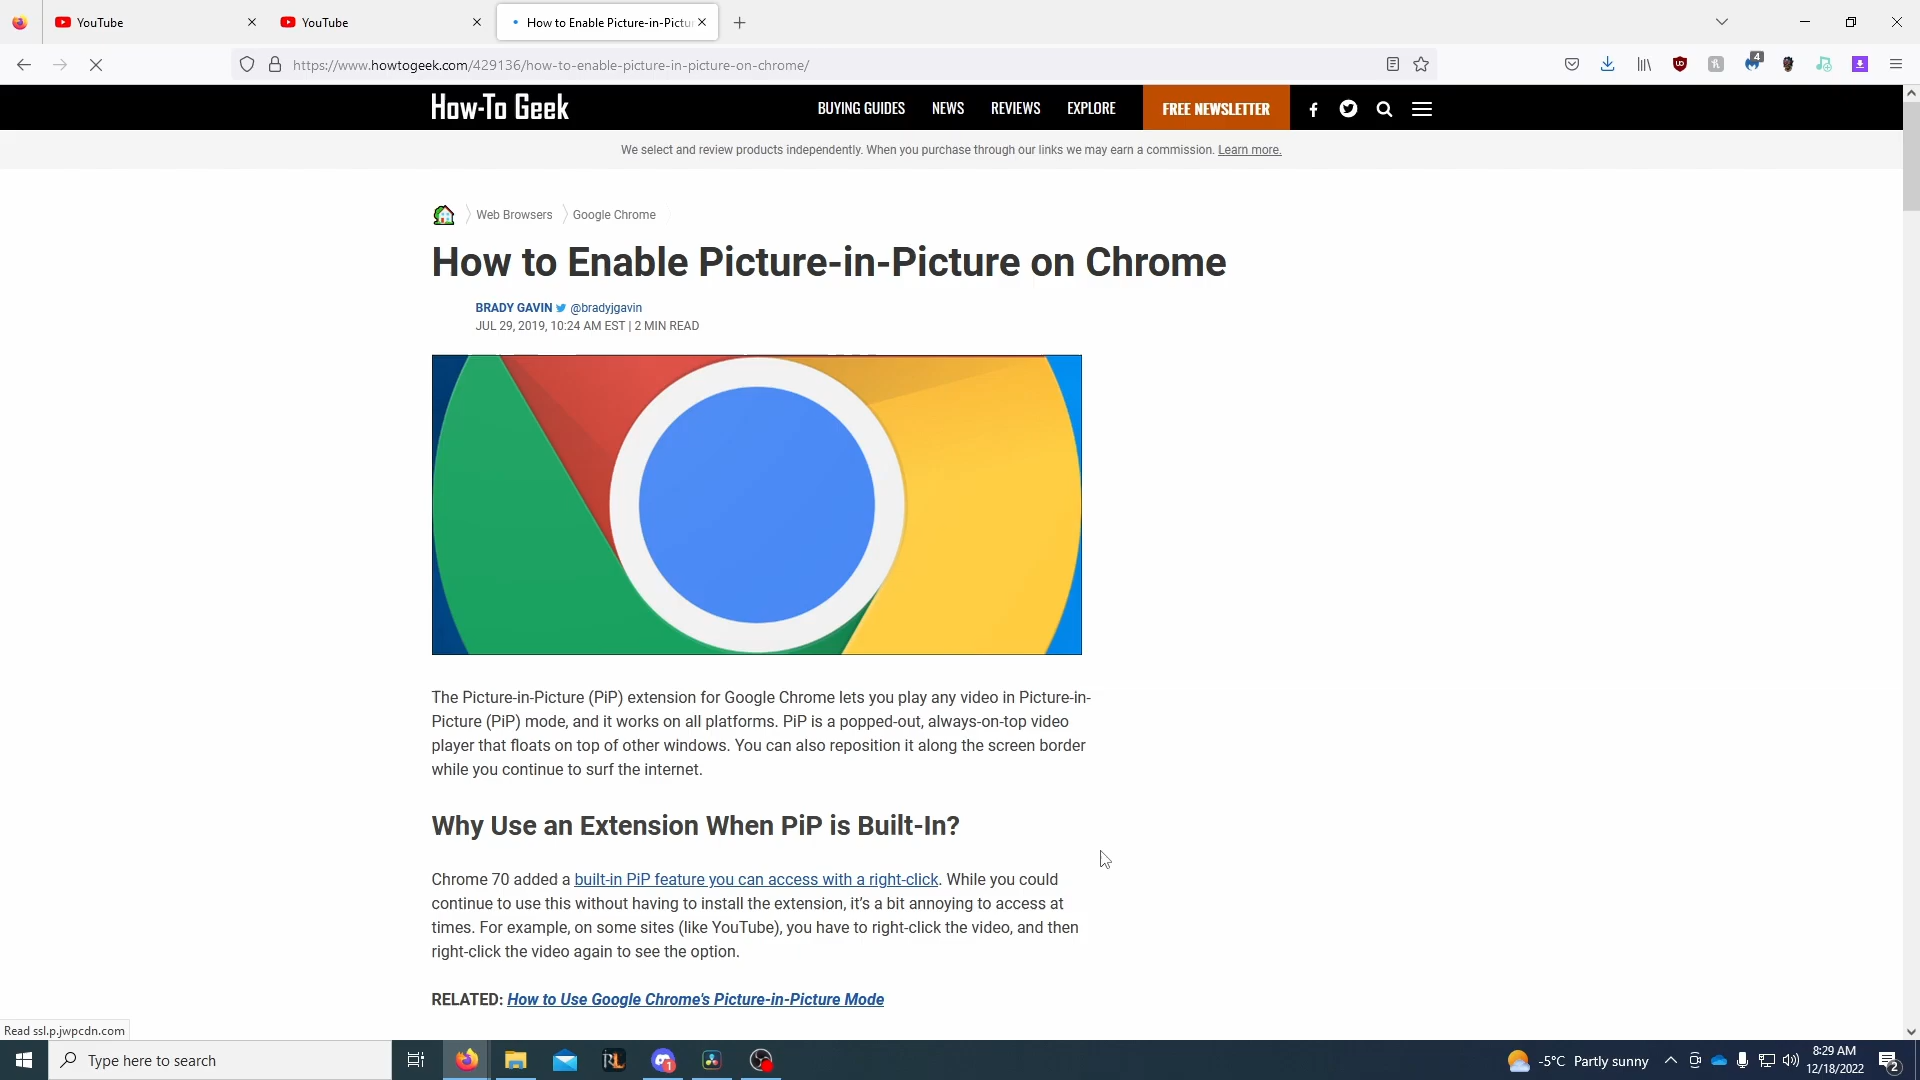 YouTube
YouTube
How to Enable Picture-in-Pictu
https://www.howtogeek.com/429136/how-to-enable-picture-in-picture-on-chrome/
4
How-To Geek
BUYING GUIDES
NEWS
REVIEWS
EXPLORE
FREE NEWSLETTER
We select and review products independently. When you purchase through our links we may earn a commission. Learn more.
Web Browsers
Google Chrome
How to Enable Picture-in-Picture on Chrome
BRADY GAVIN @bradyjgavin
JUL 29, 2019, 10:24 AM EST | 2 MIN READ
The Picture-in-Picture (PiP) extension for Google Chrome lets you play any video in Picture-in-
Picture (PiP) mode, and it works on all platforms. PiP is a popped-out, always-on-top video
player that floats on top of other windows. You can also reposition it along the screen border
while you continue to surf the internet.
Why Use an Extension When PiP is Built-In?
Chrome 70 added a built-in PiP feature you can access with a right-click. While you could
continue to use this without having to install the extension, it’s a bit annoying to access at
times. For example, on some sites (like YouTube), you have to right-click the video, and then
right-click the video again to see the option.
RELATED: How to Use Google Chrome's Picture-in-Picture Mode
Read ssl.p.jwpcdn.com
Type here to search
RL
1
-5°C Partly sunny
8:29 AM
12/18/2022
2